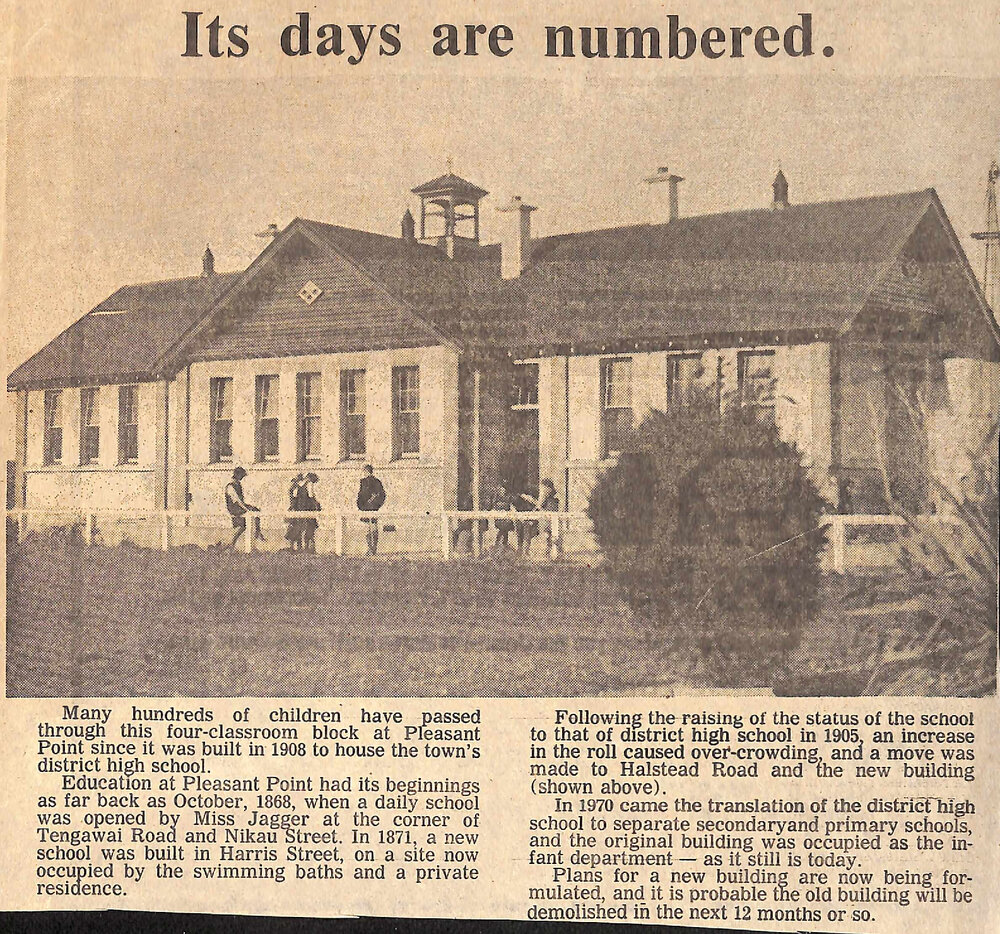 Its days are numbered.
Many hundreds of children have passed
through this four-classroom block at Pleasant
Point since it was built in 1908 to house the town's
district high school.
Education at Pleasant Point had its beginnings
as far back as October, 1868, when a daily school
was opened by Miss Jagger at the corner of
Tengawai Road and Nikau Street. In 1871, a new
school was built in Harris Street, on a site now
occupied by the swimming baths and a private
residence.
Following the raising of the status of the school
to that of district high school in 1905, an increase
in the roll caused over-crowding, and a move was
made to Halstead Road and the new building
(shown above).
In 1970 came the translation of the district high
school to separate secondaryand primary schools,
and the original building was occupied as the in-
fant department — as it still is today.
Plans for a new building are now being for-
mulated, and it is probable the old building will be
demolished in the next 12 months or so.